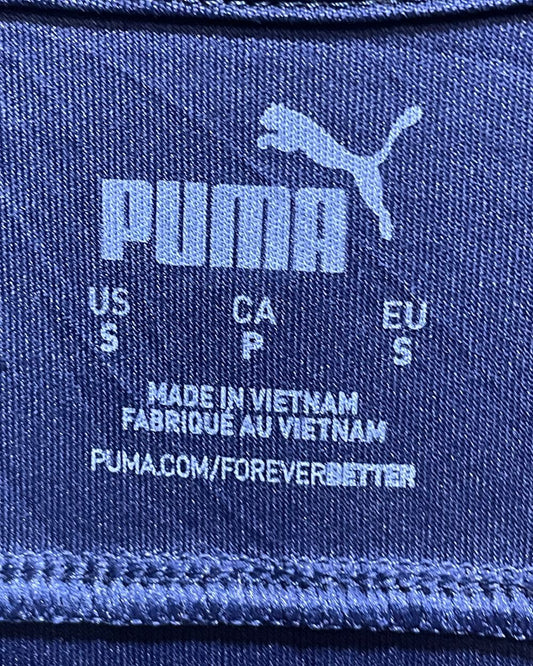 PUMA
US CA EU
S P S
MADE IN VIETNAM
FABRIQUÉ AU VIETNAM
PUMA.COM/FOREVERBETTER